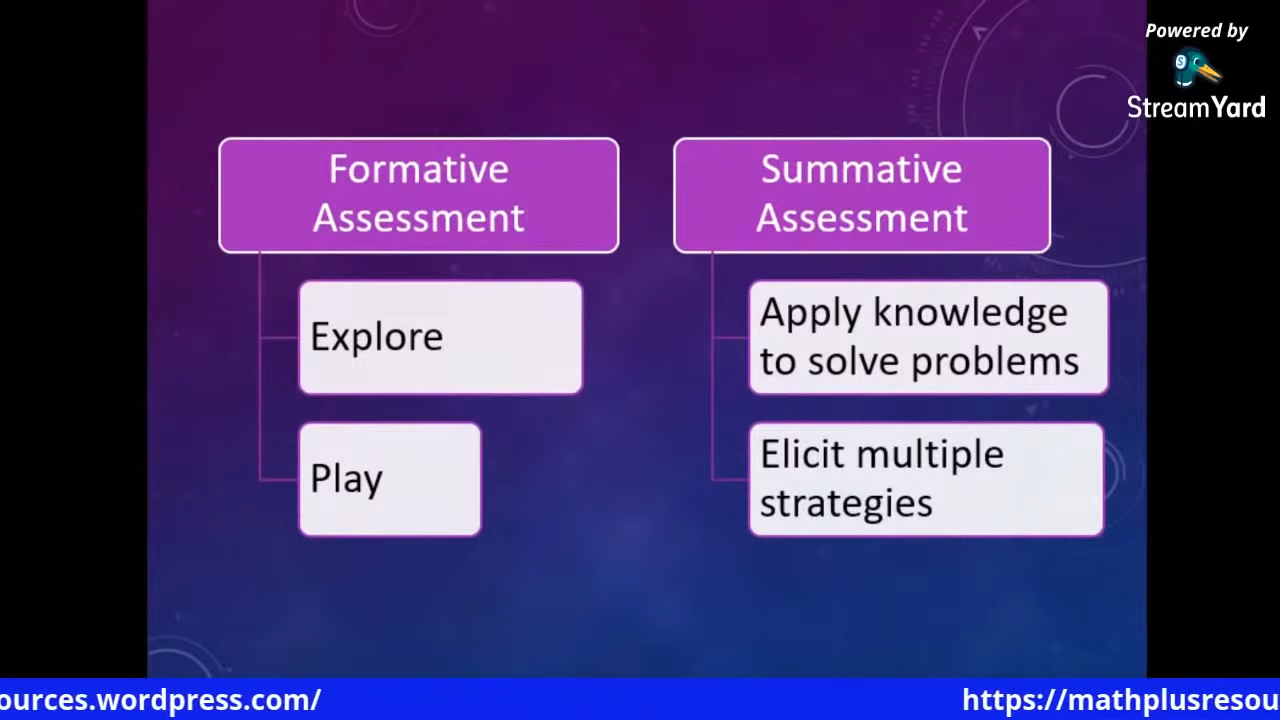 Powered by
StreamYard
Formative
Assessment
Explore
Play
Summative
Assessment
Apply knowledge
to solve problems
Elicit multiple
strategies
ources.wordpress.com/
https://mathplusresou